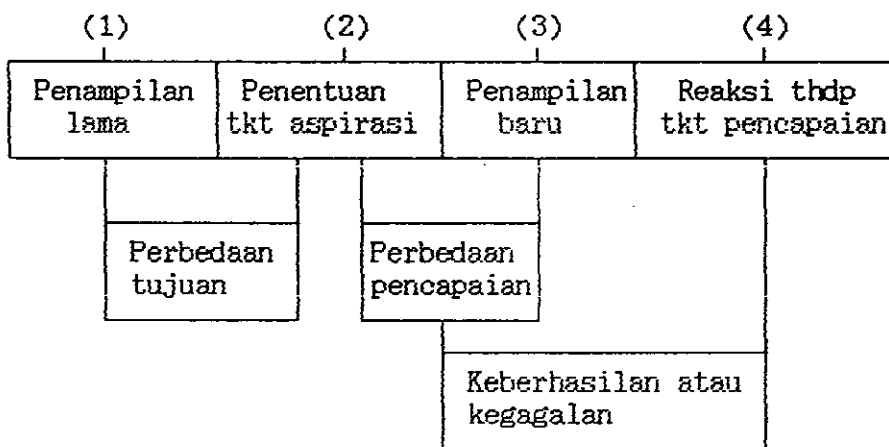 (1) (2) (3) (4)
Penampilan Penentuan Penampilan Reaksi thdp
lama tkt aspirasi baru tkt pencapaian
Perbedaan Perbedaan
tujuan pencapaian
Keberhasilan atau
kegagalan